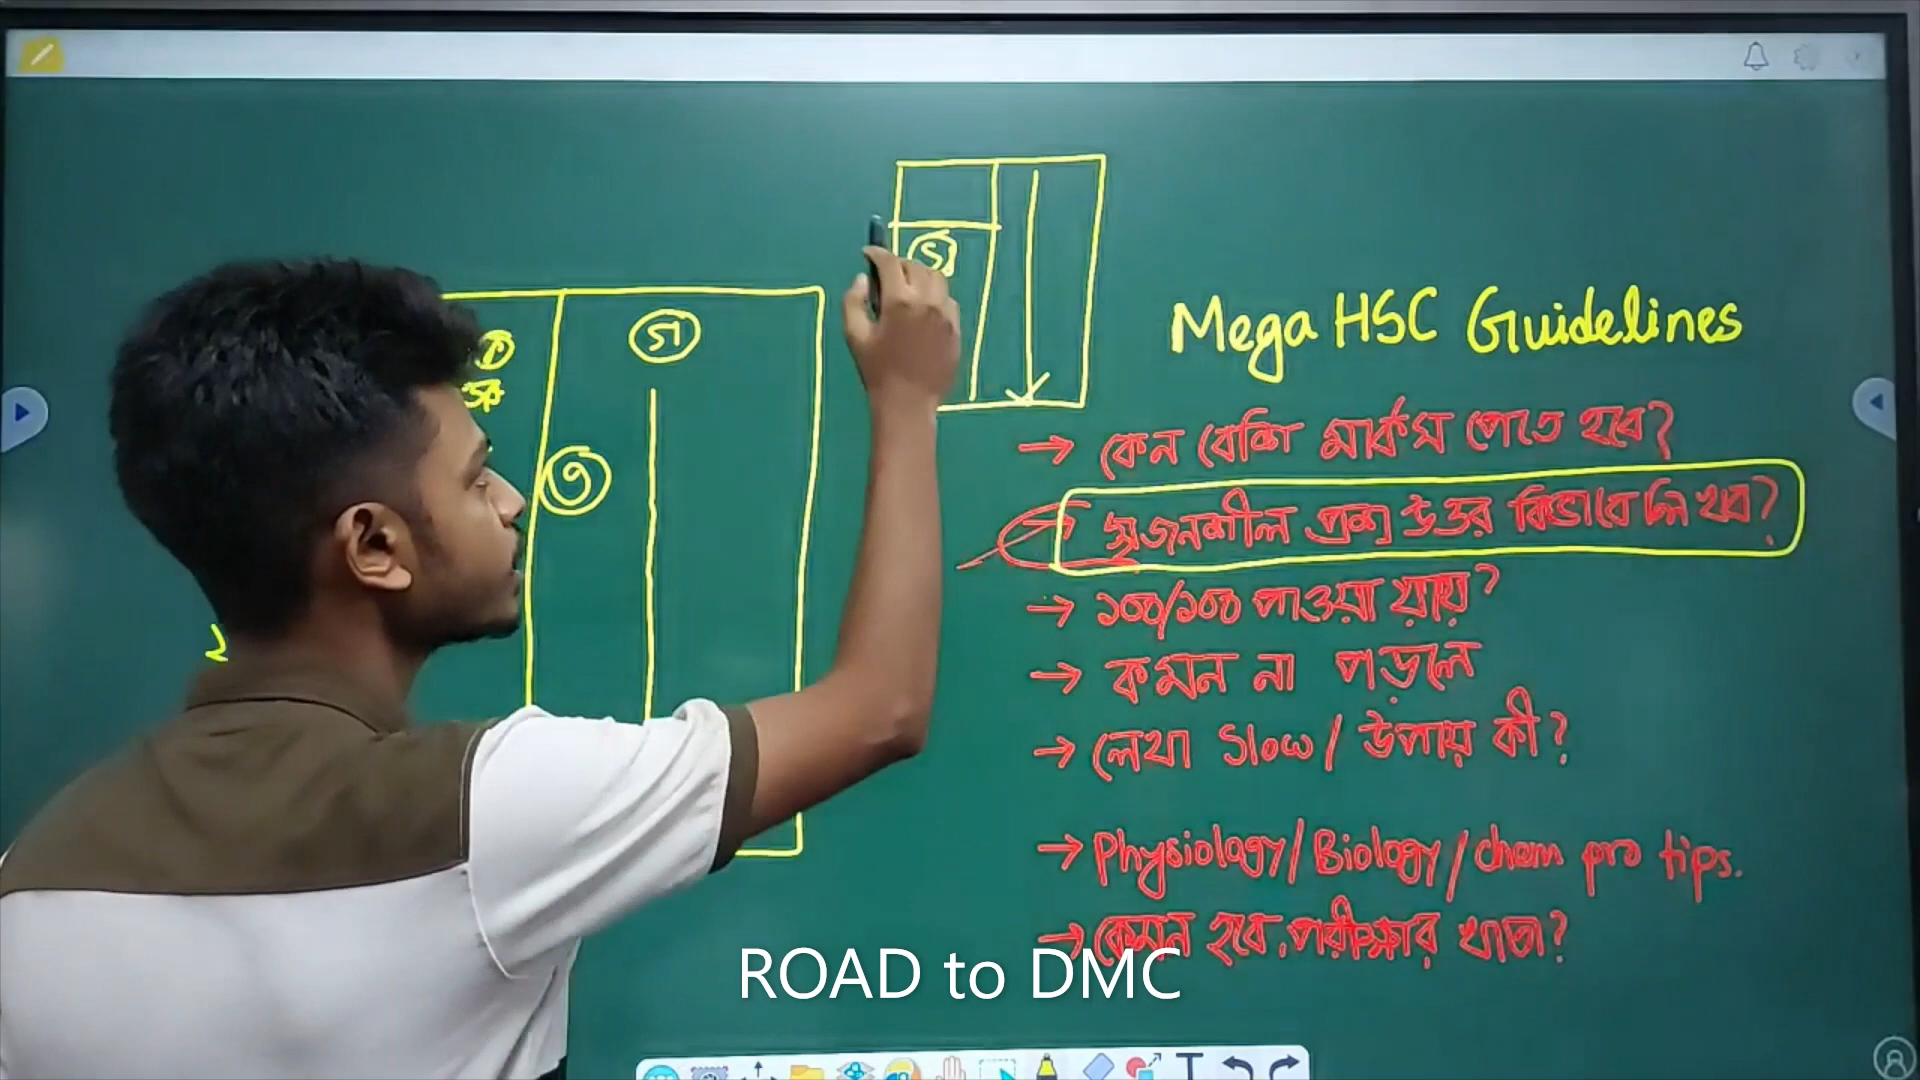 Mega HSC Guidelines
→ কেন বেশি মার্কস পেতে হবে?
সৃজনশীল প্রশ্ন উত্তর কিভাবে লিখব?
→ ১০০/১০০ পাওয়া যায়?
→ কমন না পড়লে
→ লেখা Slow / উপায় কী?
→ Physiology/Biology/chem pro tips.
→ কেমন হবে, পরীক্ষার খাতা?
৩
ROAD to DMC